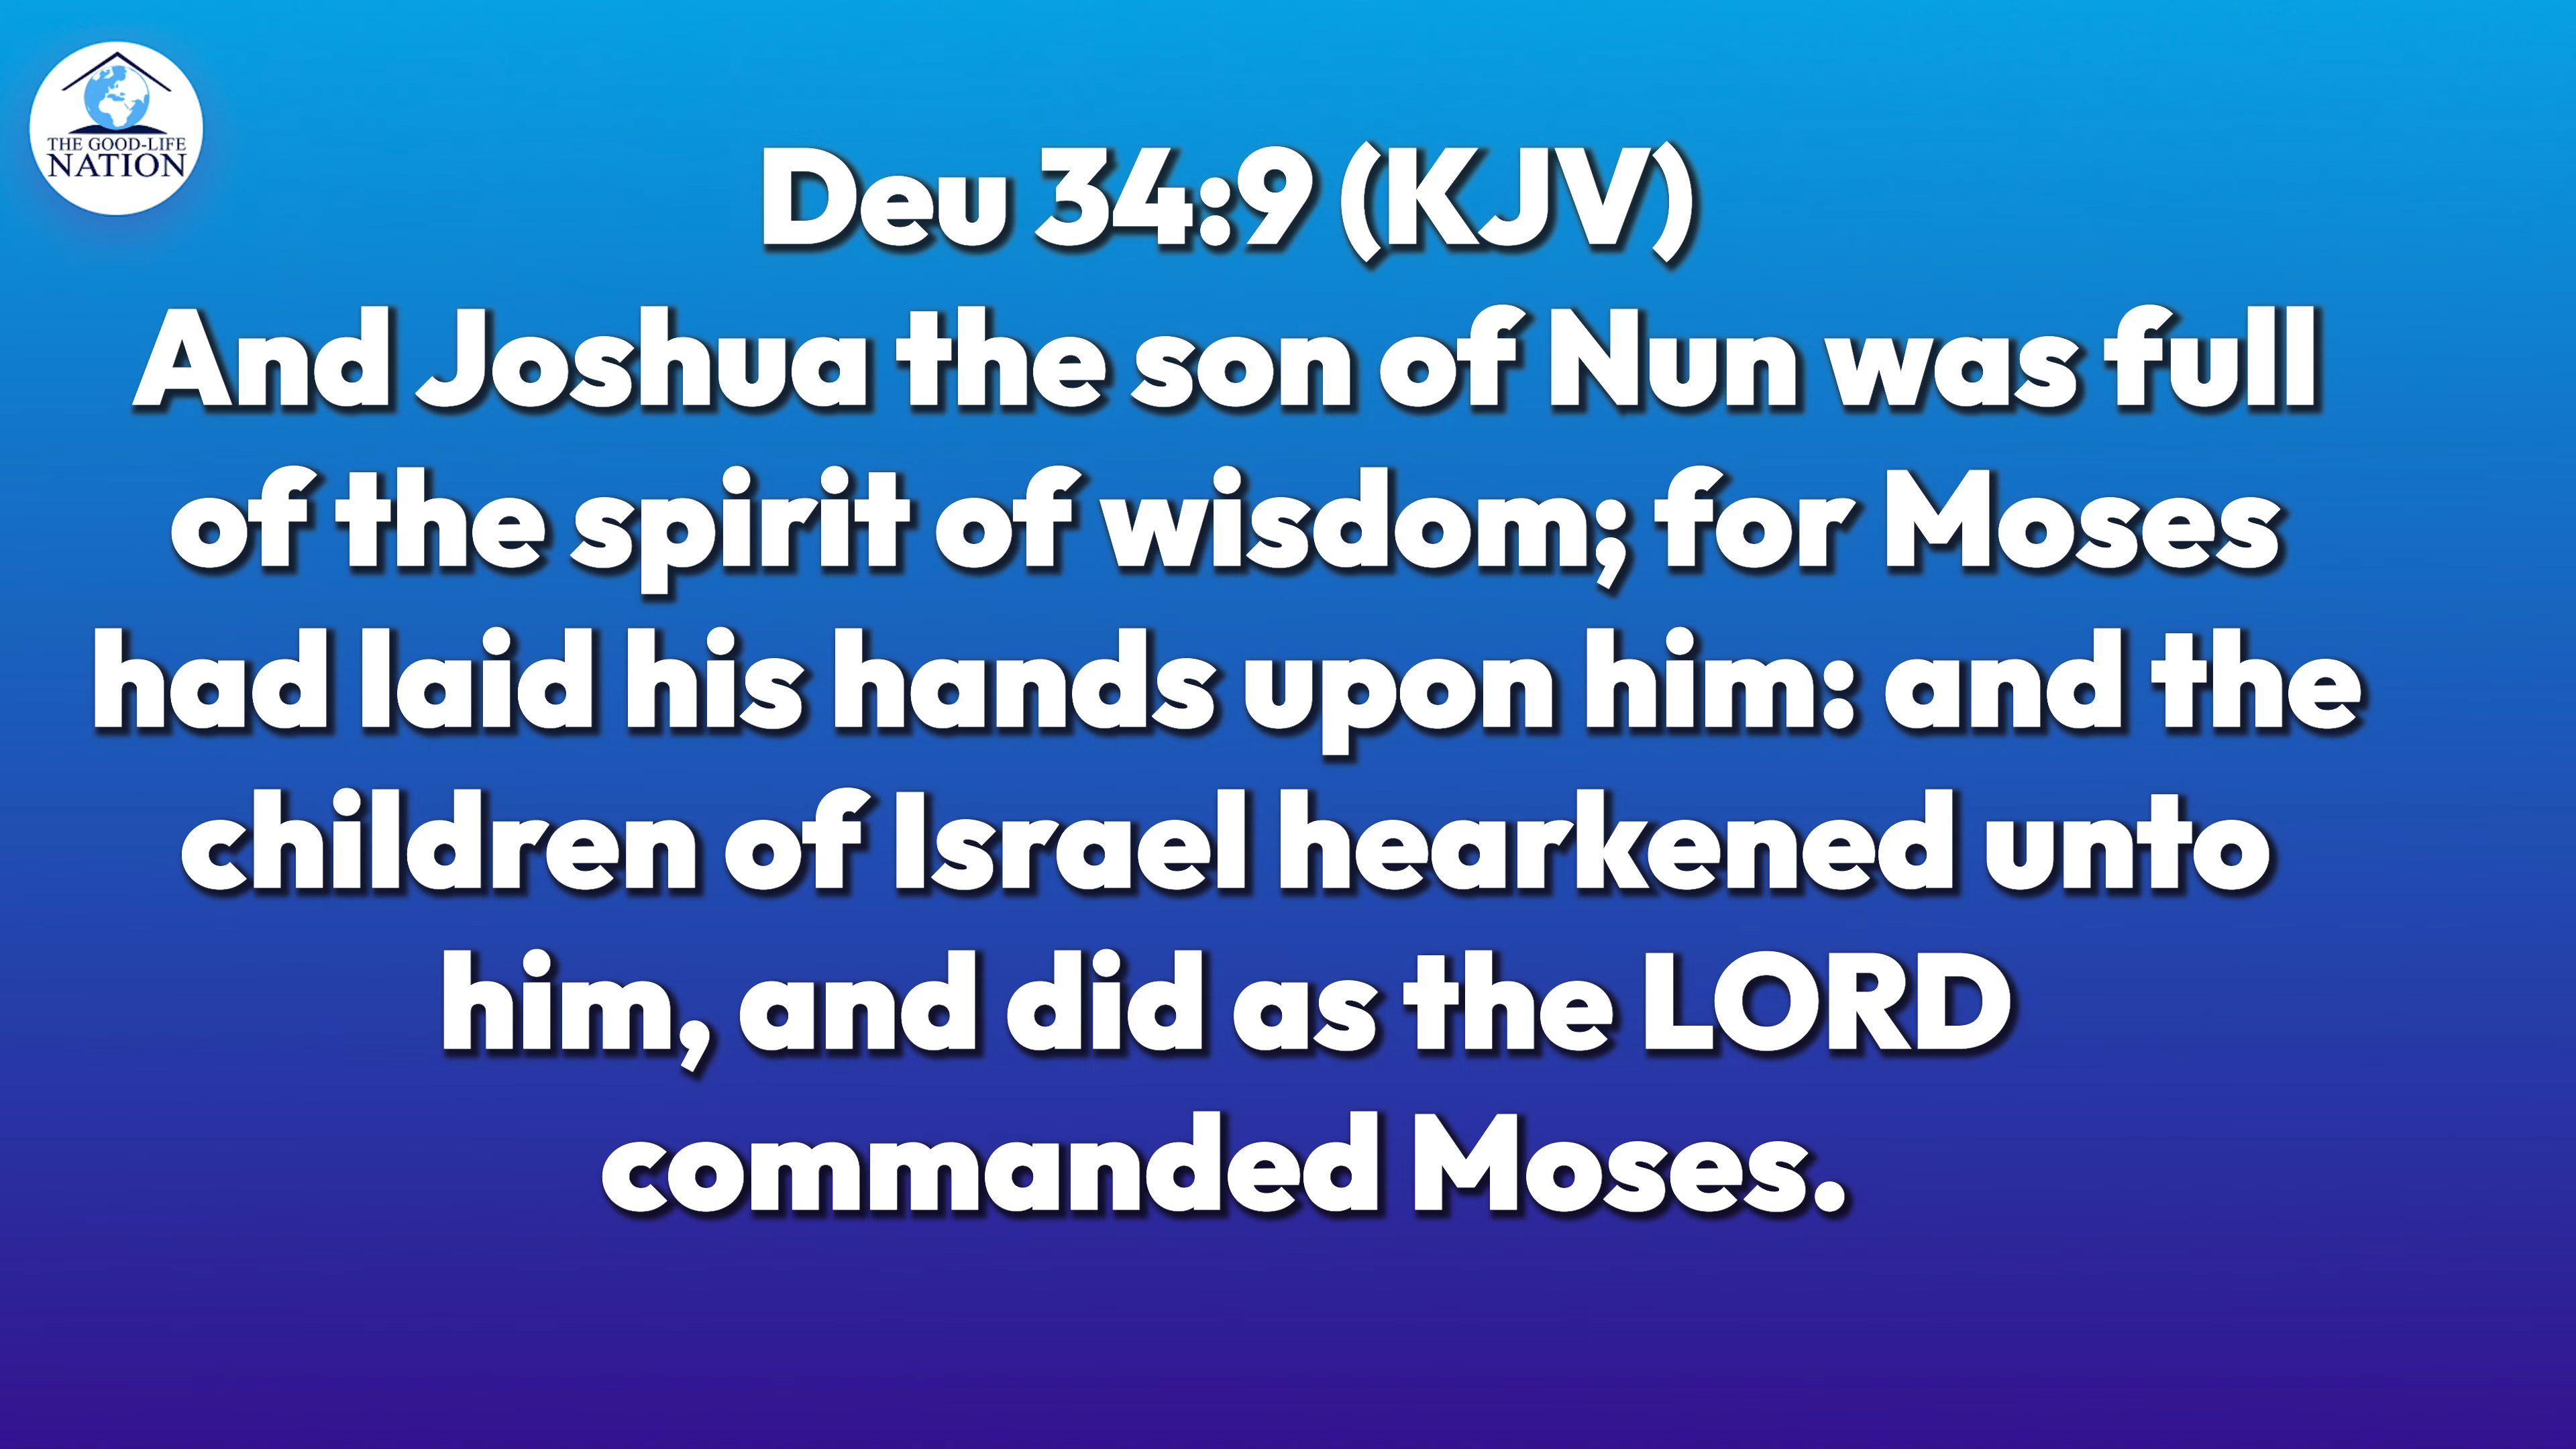 THE GOOD-LIFE
NATION
Deu 34:9 (KJV)
And Joshua the son of Nun was full
of the spirit of wisdom; for Moses
had laid his hands upon him: and the
children of Israel hearkened unto
him, and did as the LORD
commanded Moses.